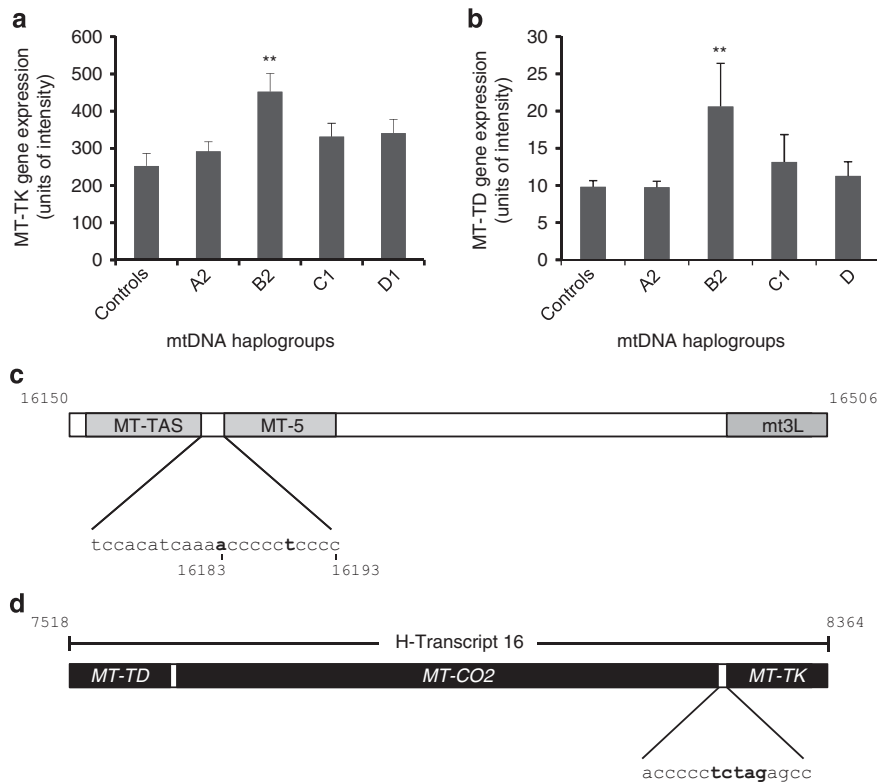 a
MT-TK gene expression
(units of intensity)
600
500
400
300
200
100
0
**
Controls
A2
B2
C1
D1
mtDNA haplogroups
b
MT-TD gene expression
(units of intensity)
30
25
20
15
10
5
0
**
Controls
A2
B2
C1
D
mtDNA haplogroups
c
16150
16506
MT-TAS
MT-5
mt3L
tccacatcaaaacccccctcccc
16183
16193
d
7518
8364
H-Transcript 16
MT-TD
MT-CO2
MT-TK
accccctctagagcc